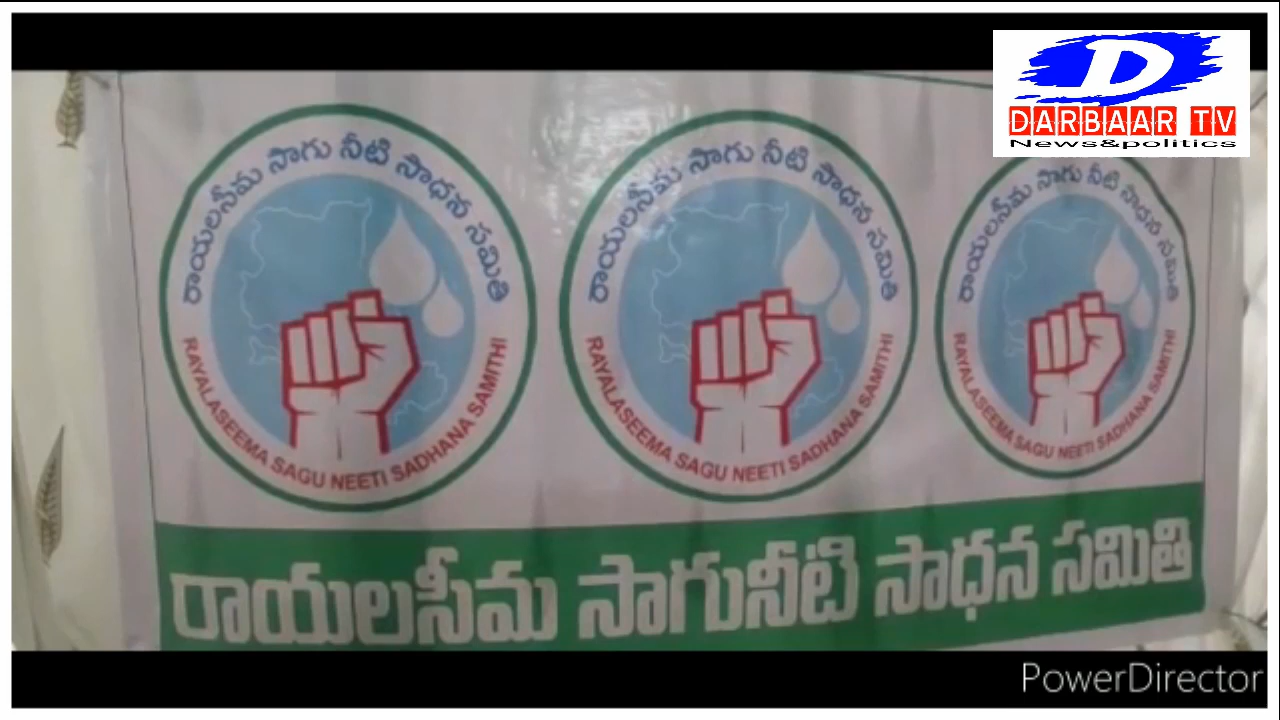 D
DARBAAR TV
News&politics
రాయలసీమ సాగు నీటి సాధన సమితి
RAYALASEEMA SAGU NEETI SADHANA SAMITHI
రాయలసీమ సాగు నీటి సాధన సమితి
RAYALASEEMA SAGU NEETI SADHANA SAMITHI
రాయలసీమ సాగు నీటి సాధన సమితి
RAYALASEEMA SAGU NEETI SADHANA SAMITHI
రాయలసీమ సాగునీటి సాధన సమితి
PowerDirector